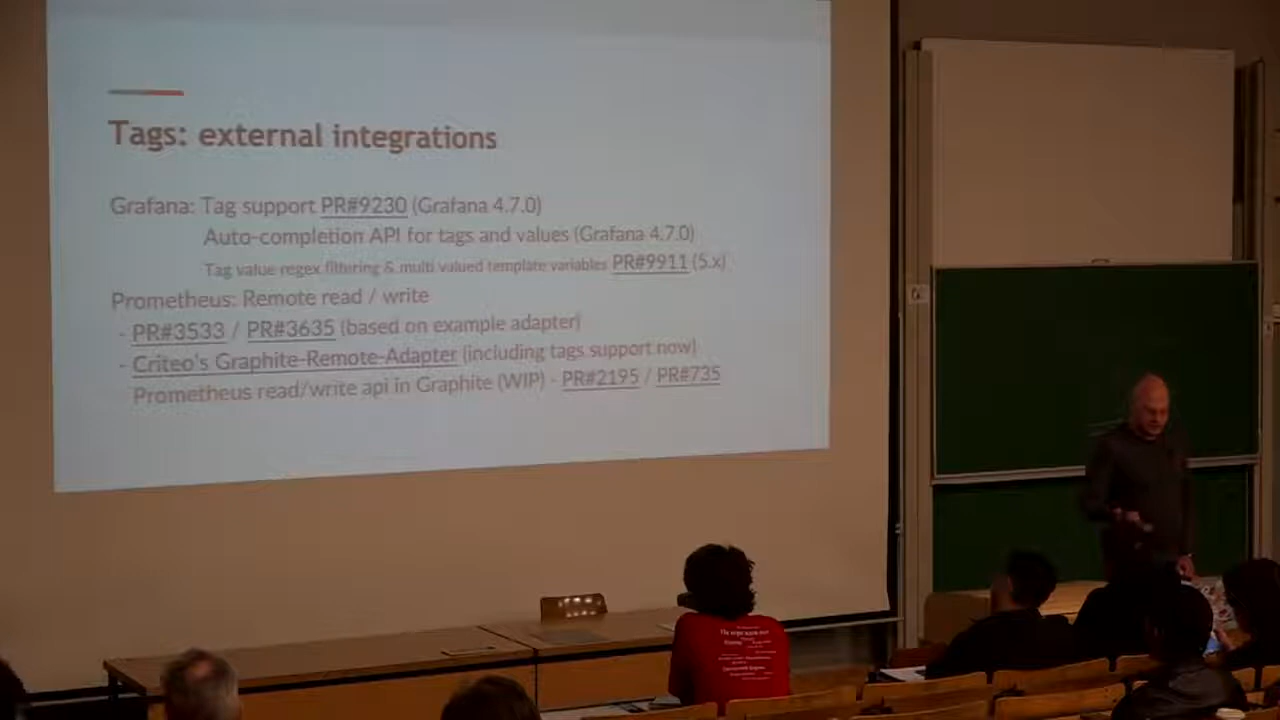 Tags: external integrations
Grafana: Tag support PR#9230 (Grafana 4.7.0)
Auto-completion API for tags and values (Grafana 4.7.0)
Tag value regex filtering & multi valued template variables PR#9911 (5.x)
Prometheus: Remote read / write
- PR#3533 / PR#3635 (based on example adapter)
- Criteo's Graphite-Remote-Adapter (including tags support now)
Prometheus read/write api in Graphite (WIP) - PR#2195 / PR#735